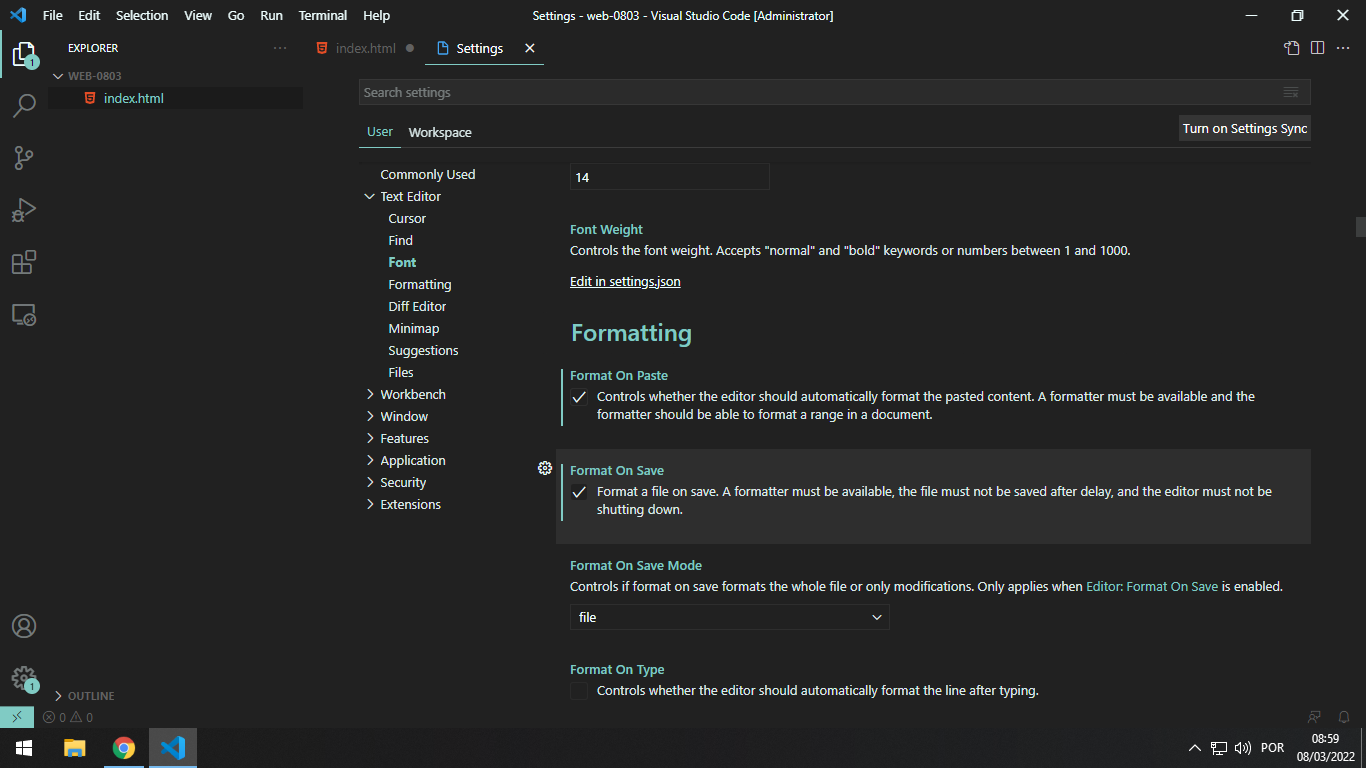 File Edit Selection View Go Run Terminal Help
Settings - web-0803 - Visual Studio Code [Administrator]
EXPLORER
WEB-0803
index.html
index.html
Settings
Search settings
User
Workspace
Turn on Settings Sync
Commonly Used
Text Editor
Cursor
Find
Font
Formatting
Diff Editor
Minimap
Suggestions
Files
Workbench
Window
Features
Application
Security
Extensions
14
Font Weight
Controls the font weight. Accepts "normal" and "bold" keywords or numbers between 1 and 1000.
Edit in settings.json
Formatting
Format On Paste
Controls whether the editor should automatically format the pasted content. A formatter must be available and the
formatter should be able to format a range in a document.
Format On Save
Format a file on save. A formatter must be available, the file must not be saved after delay, and the editor must not be
shutting down.
Format On Save Mode
Controls if format on save formats the whole file or only modifications. Only applies when Editor: Format On Save is enabled.
file
Format On Type
Controls whether the editor should automatically format the line after typing.
1
1
OUTLINE
0 0
POR
08:59
08/03/2022